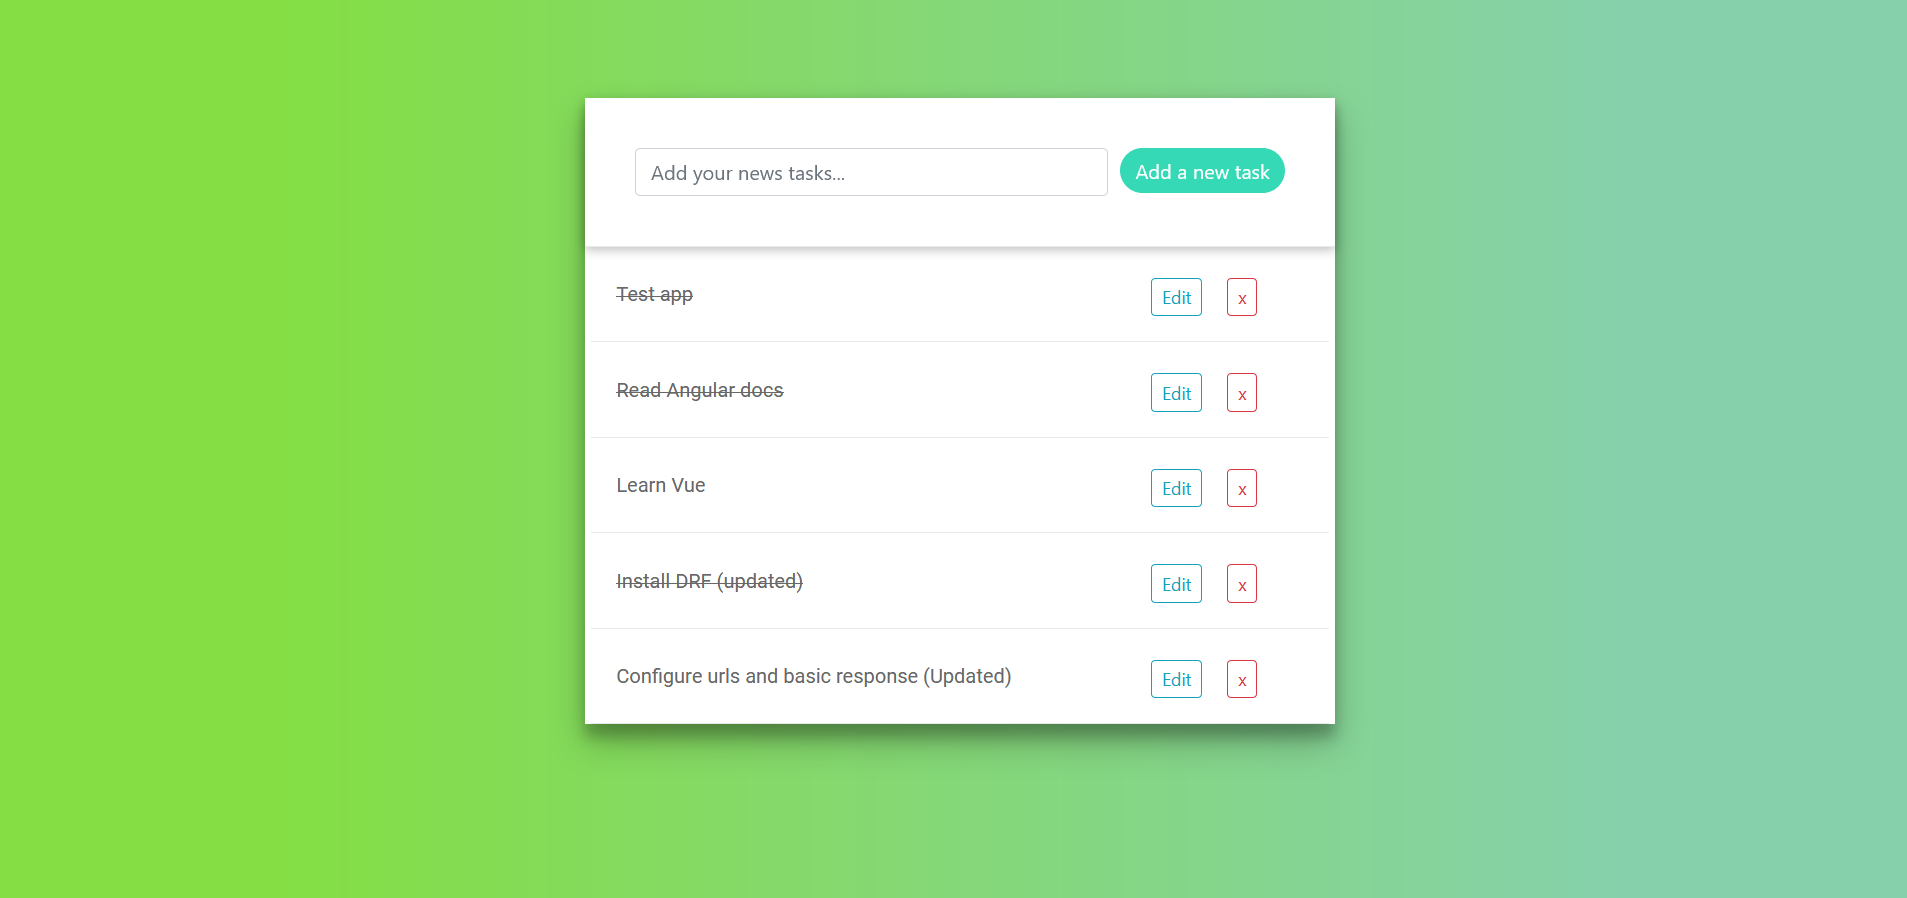 Add your news tasks...
Add a new task
Test app Edit x
Read Angular docs Edit x
Learn Vue Edit x
Install DRF (updated) Edit x
Configure urls and basic response (Updated) Edit x